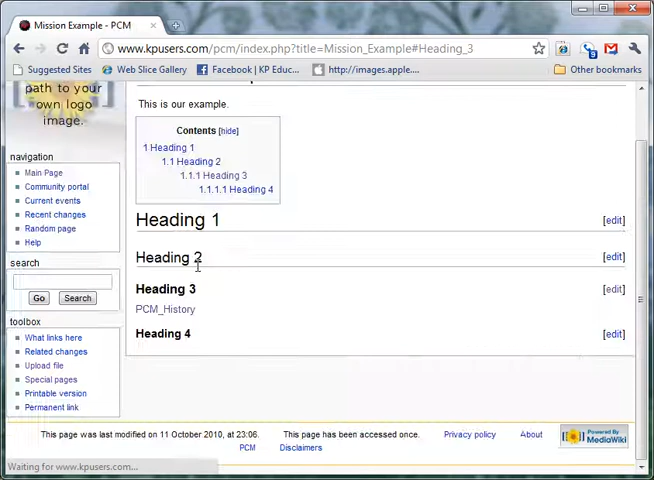 Mission Example - PCM
www.kpusers.com/pcm/index.php?title=Mission_Example#Heading_3
Suggested Sites
Web Slice Gallery
Facebook | KP Educ...
http://images.apple....
Other bookmarks
path to your
own logo
image.
navigation
Main Page
Community portal
Current events
Recent changes
Random page
Help
search
Go
Search
toolbox
What links here
Related changes
Upload file
Special pages
Printable version
Permanent link
This is our example.
Contents [hide]
1 Heading 1
1.1 Heading 2
1.1.1 Heading 3
1.1.1.1 Heading 4
Heading 1
[edit]
Heading 2
[edit]
Heading 3
[edit]
PCM_History
Heading 4
[edit]
This page was last modified on 11 October 2010, at 23:06.
This page has been accessed once.
Privacy policy
About
PCM
Disclaimers
Powered By
MediaWiki
Waiting for www.kpusers.com...